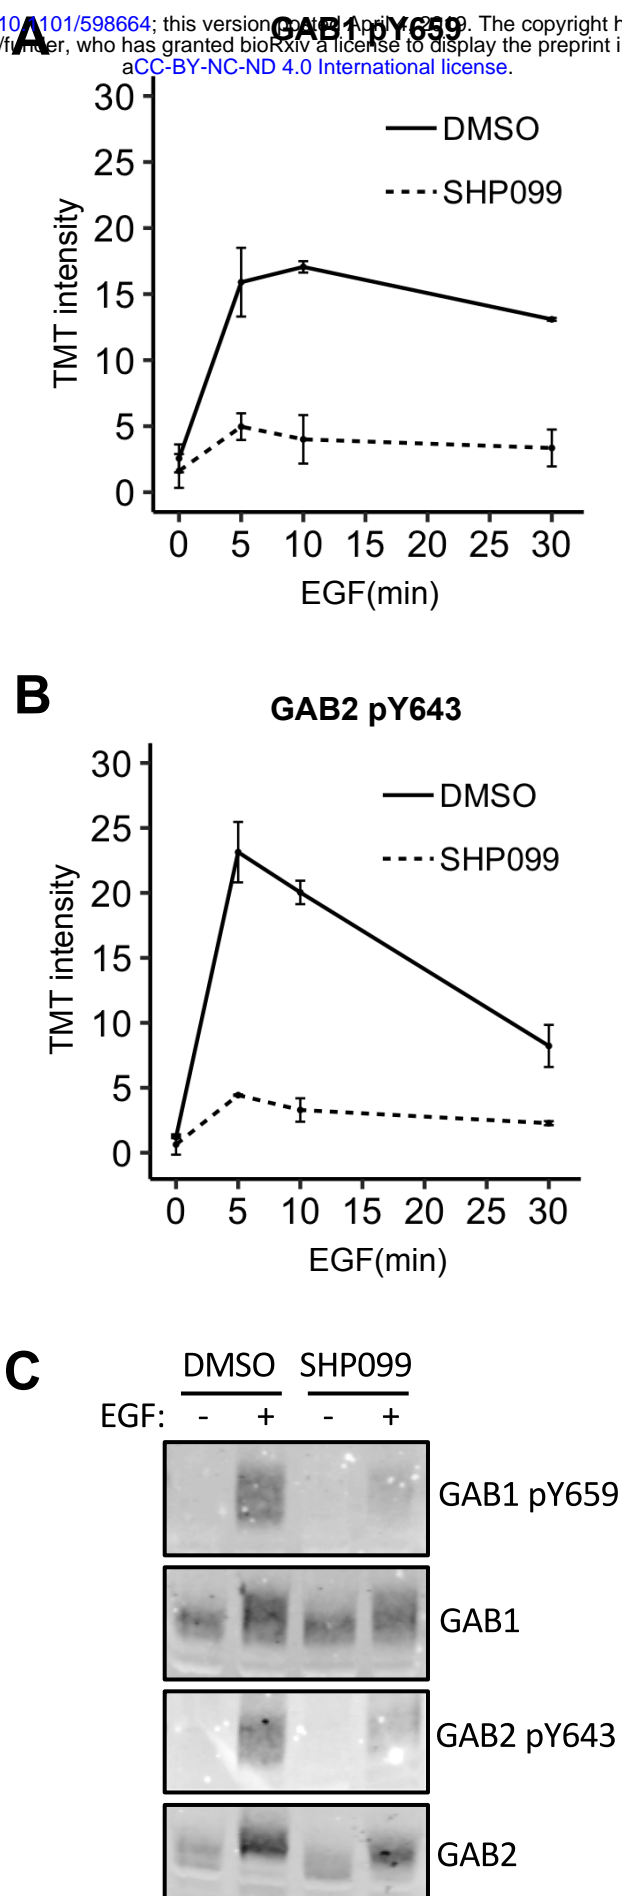 10.1101/598664; this version posted April 4, 2019. The copyright h
/funder, who has granted bioRxiv a license to display the preprint i
aCC-BY-NC-ND 4.0 International license.
A
GAB1 pY659
30
25
20
15
10
5
0
TMT intensity
DMSO
SHP099
0 5 10 15 20 25 30
EGF(min)
B
GAB2 pY643
30
25
20
15
10
5
0
TMT intensity
DMSO
SHP099
0 5 10 15 20 25 30
EGF(min)
C
DMSO SHP099
EGF: - + - +
GAB1 pY659
GAB1
GAB2 pY643
GAB2